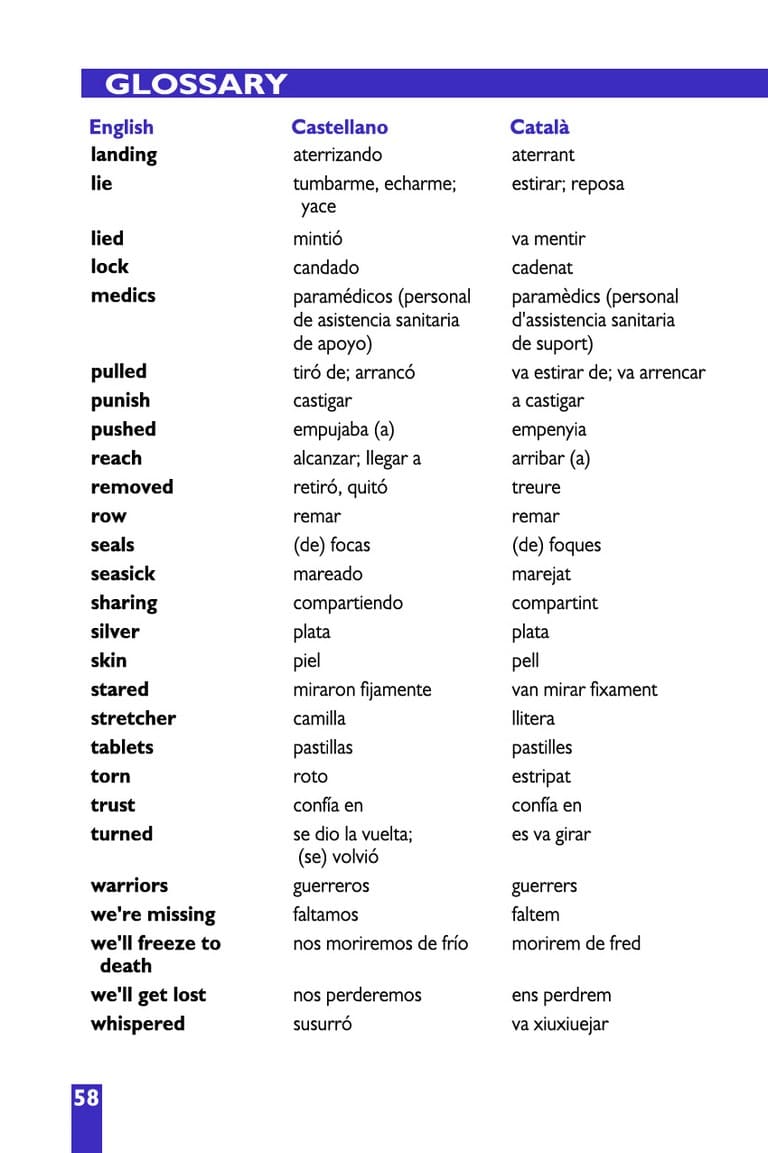 GLOSSARY
English Castellano Català
landing aterrizando aterrant
lie tumbarme, echarme; estirar; reposa
yace
lied mintió va mentir
lock candado cadenat
medics paramédicos (personal paramèdics (personal
de asistencia sanitaria d'assistencia sanitaria
de apoyo) de suport)
pulled tiró de; arrancó va estirar de; va arrencar
punish castigar a castigar
pushed empujaba (a) empenyia
reach alcanzar; llegar a arribar (a)
removed retiró, quitó treure
row remar remar
seals (de) focas (de) foques
seasick mareado marejat
sharing compartiendo compartint
silver plata plata
skin piel pell
stared miraron fijamente van mirar fixament
stretcher camilla llitera
tablets pastillas pastilles
torn roto estripat
trust confía en confía en
turned se dio la vuelta; es va girar
(se) volvió
warriors guerreros guerrers
we're missing faltamos faltem
we'll freeze to nos moriremos de frío morirem de fred
death
we'll get lost nos perderemos ens perdrem
whispered susurró va xiuxiuejar
58